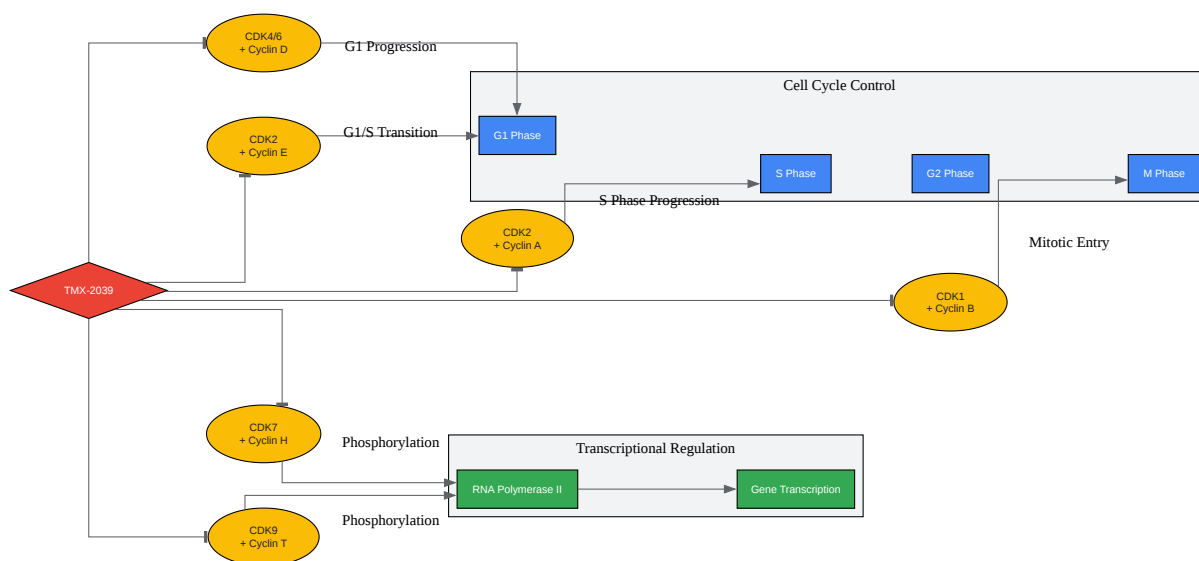 CDK4/6
+ Cyclin D
G1 Progression
Cell Cycle Control
CDK2
+ Cyclin E
G1/S Transition
G1 Phase
S Phase
G2 Phase
M Phase
S Phase Progression
CDK2
+ Cyclin A
Mitotic Entry
TMX-2039
CDK1
+ Cyclin B
CDK7
+ Cyclin H
Phosphorylation
Transcriptional Regulation
RNA Polymerase II
Gene Transcription
Phosphorylation
CDK9
+ Cyclin T